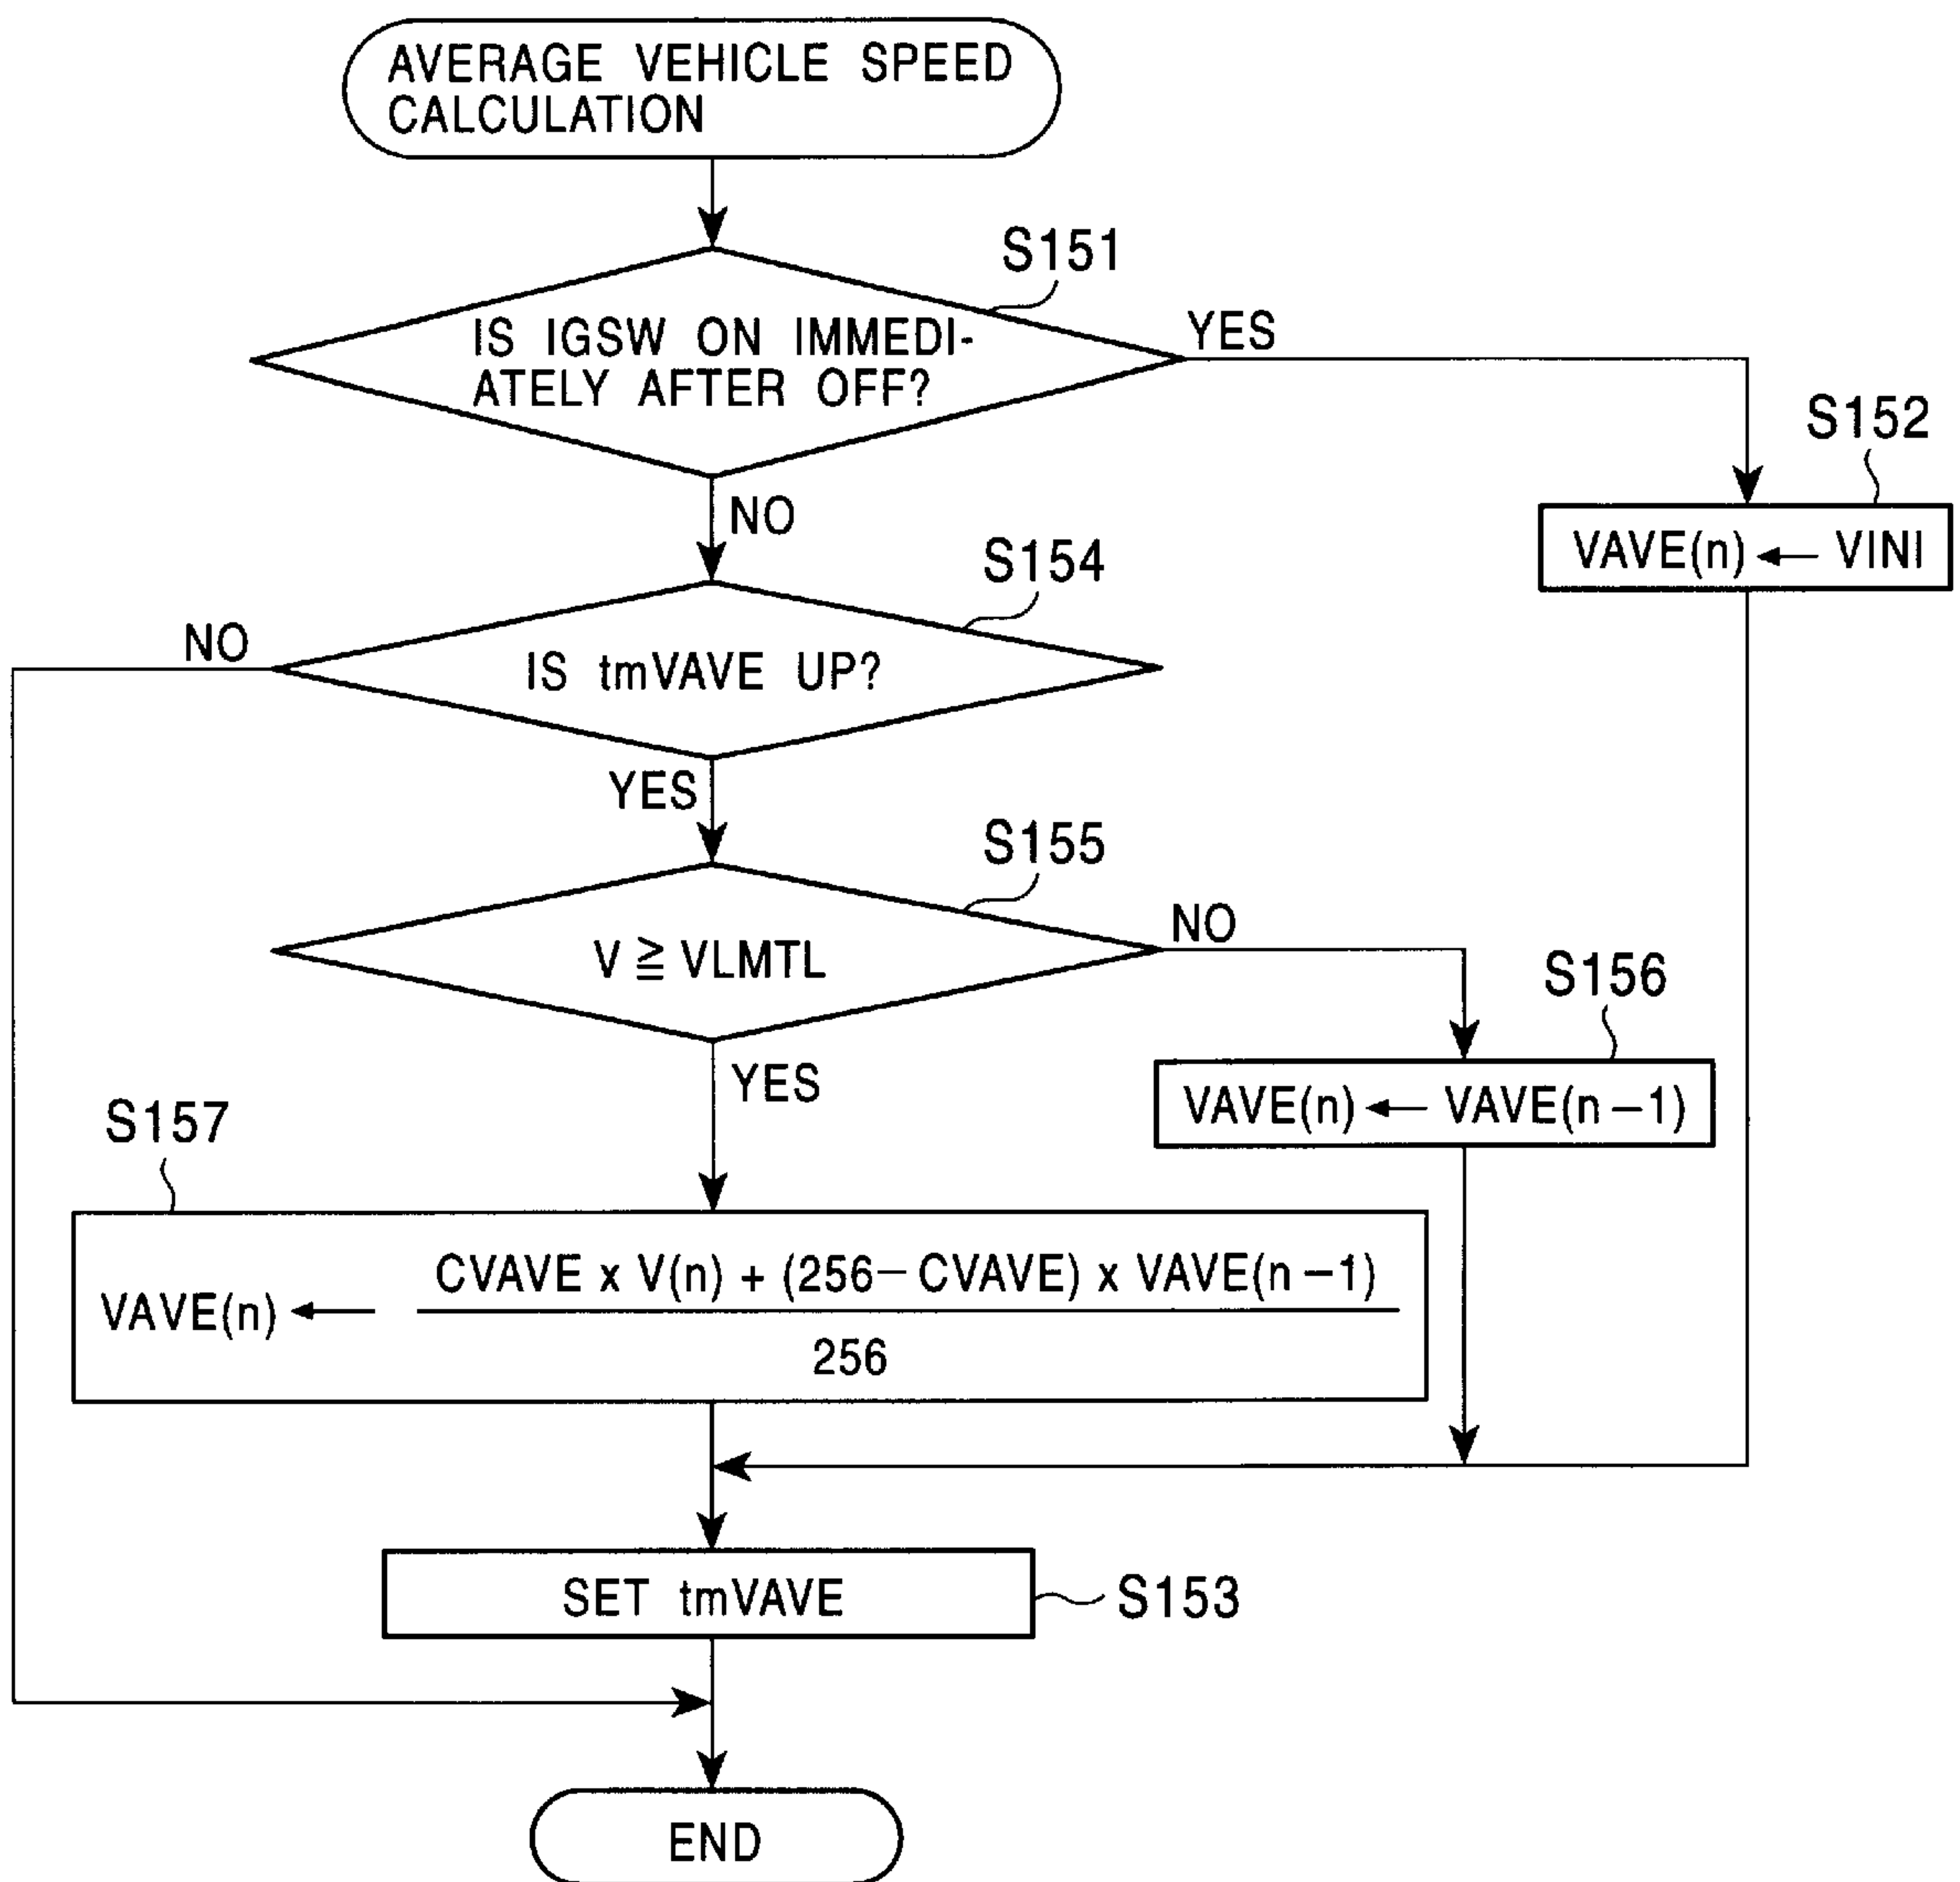 AVERAGE VEHICLE SPEED
CALCULATION
S151
IS IGSW ON IMMEDI-
ATELY AFTER OFF?
YES
S152
VAVE(n) ← VINI
NO
S154
NO
IS tmVAVE UP?
YES
S155
V ≧ VLMTL
NO
S156
VAVE(n) ← VAVE(n-1)
YES
S157
CVAVE x V(n) + (256-CVAVE) x VAVE(n-1)
VAVE(n) ←
256
SET tmVAVE
S153
END